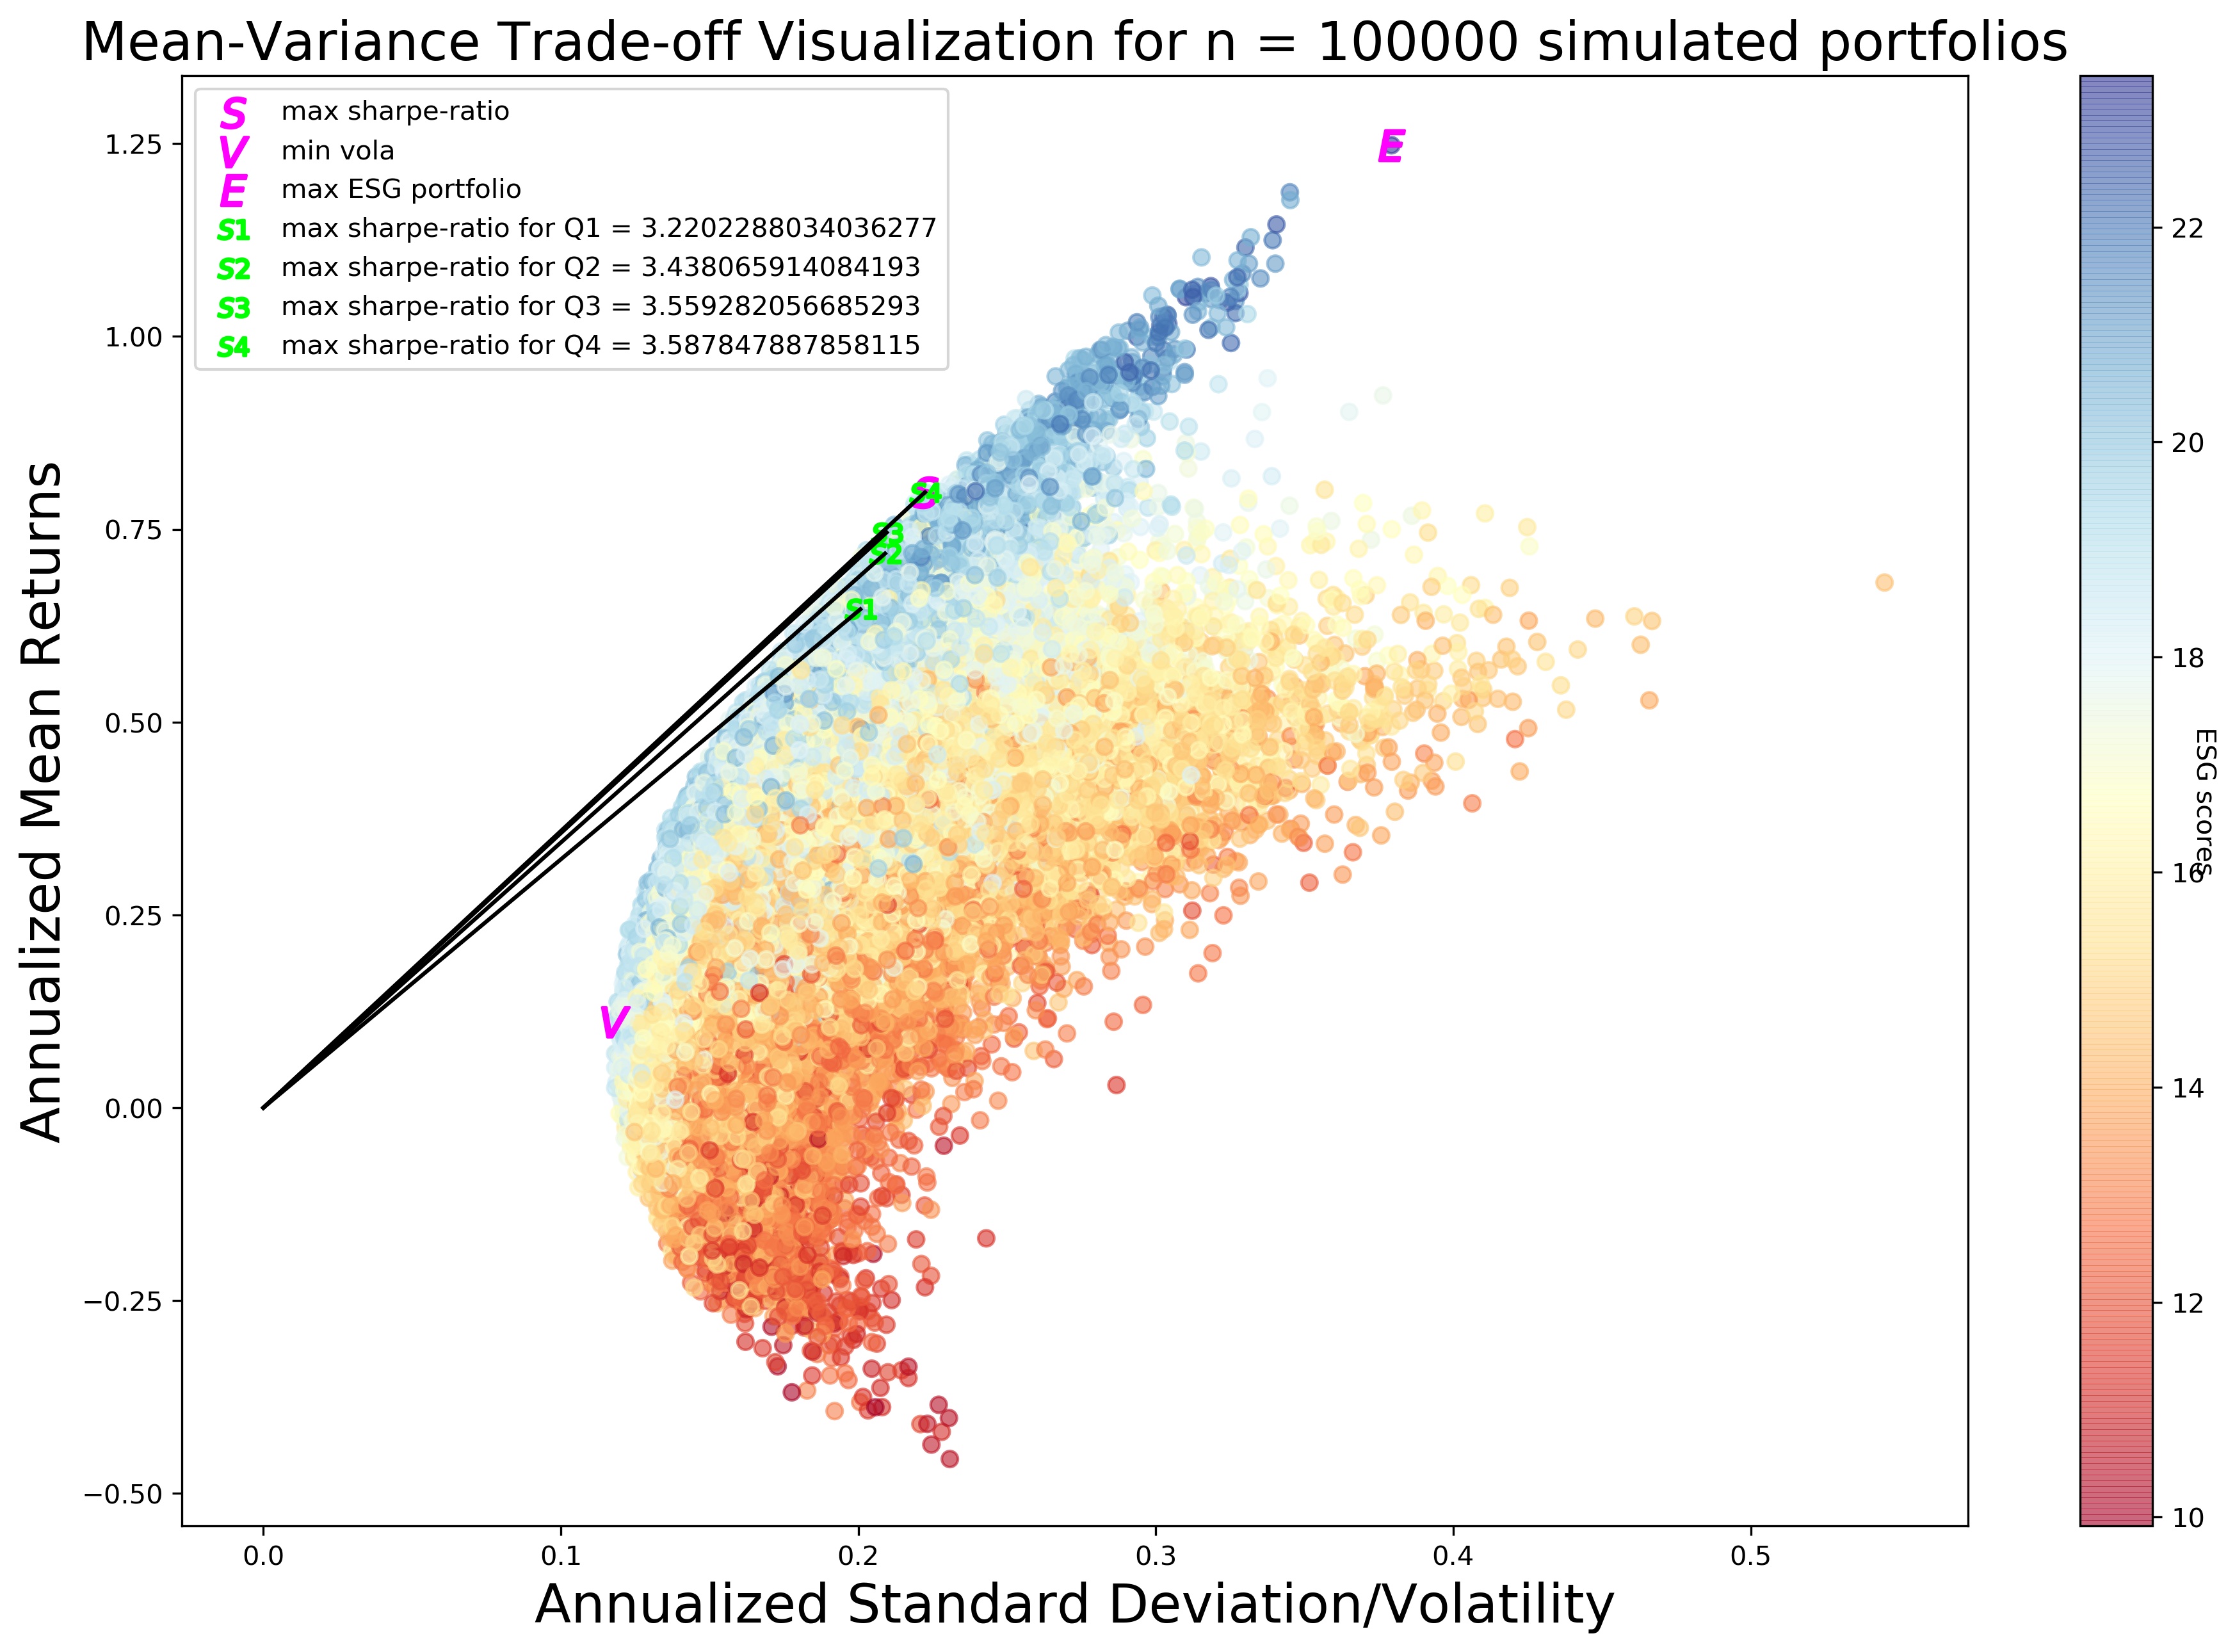 Mean-Variance Trade-off Visualization for n = 100000 simulated portfolios
S max sharpe-ratio
V min vola
E max ESG portfolio
S1 max sharpe-ratio for Q1 = 3.2202288034036277
S2 max sharpe-ratio for Q2 = 3.438065914084193
S3 max sharpe-ratio for Q3 = 3.559282056685293
S4 max sharpe-ratio for Q4 = 3.587847887858115
E
S
S4
S3
S2
S1
V
Annualized Mean Returns
1.25
1.00
0.75
0.50
0.25
0.00
−0.25
−0.50
0.0 0.1 0.2 0.3 0.4 0.5
Annualized Standard Deviation/Volatility
22
20
18
16
14
12
10
ESG scores